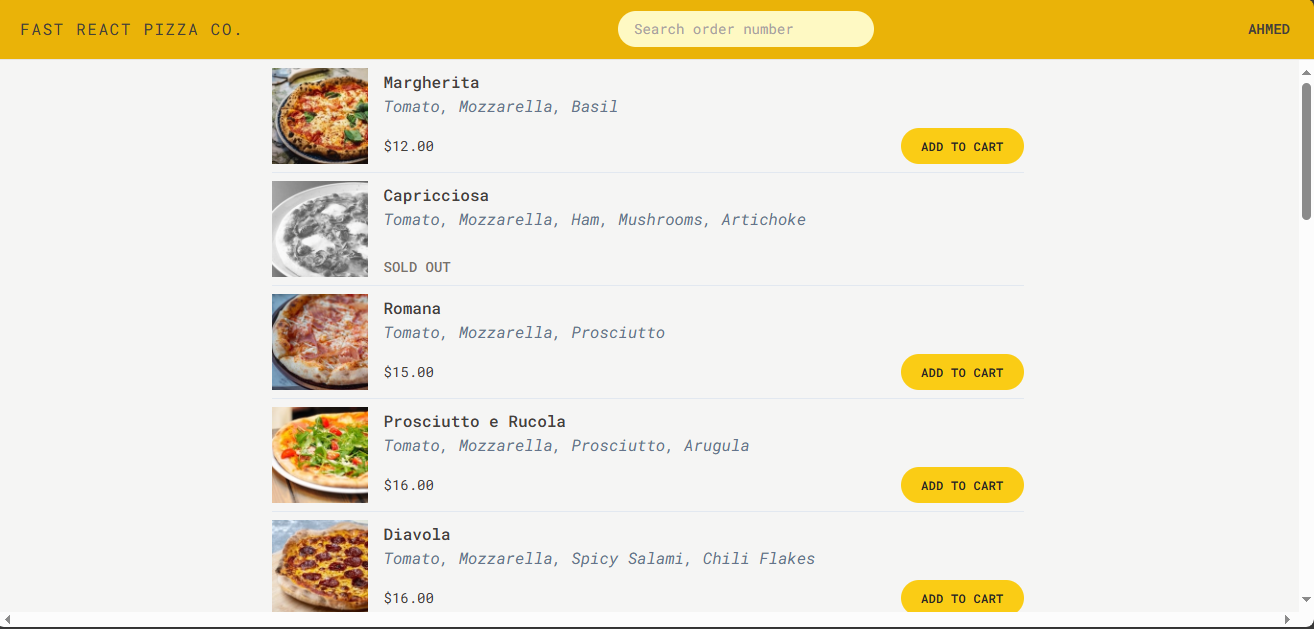 FAST REACT PIZZA CO.
Search order number
AHMED
Margherita
Tomato, Mozzarella, Basil
$12.00
ADD TO CART
Capricciosa
Tomato, Mozzarella, Ham, Mushrooms, Artichoke
SOLD OUT
Romana
Tomato, Mozzarella, Prosciutto
$15.00
ADD TO CART
Prosciutto e Rucola
Tomato, Mozzarella, Prosciutto, Arugula
$16.00
ADD TO CART
Diavola
Tomato, Mozzarella, Spicy Salami, Chili Flakes
$16.00
ADD TO CART